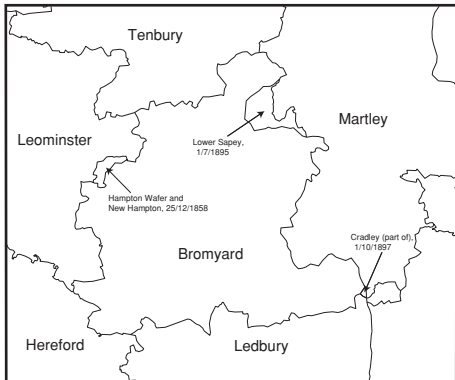 Tenbury
Martley
Leominster
Lower Sapey,
1/7/1895
Hampton Wafer and
New Hampton, 25/12/1858
Cradley (part of),
1/10/1897
Bromyard
Hereford
Ledbury